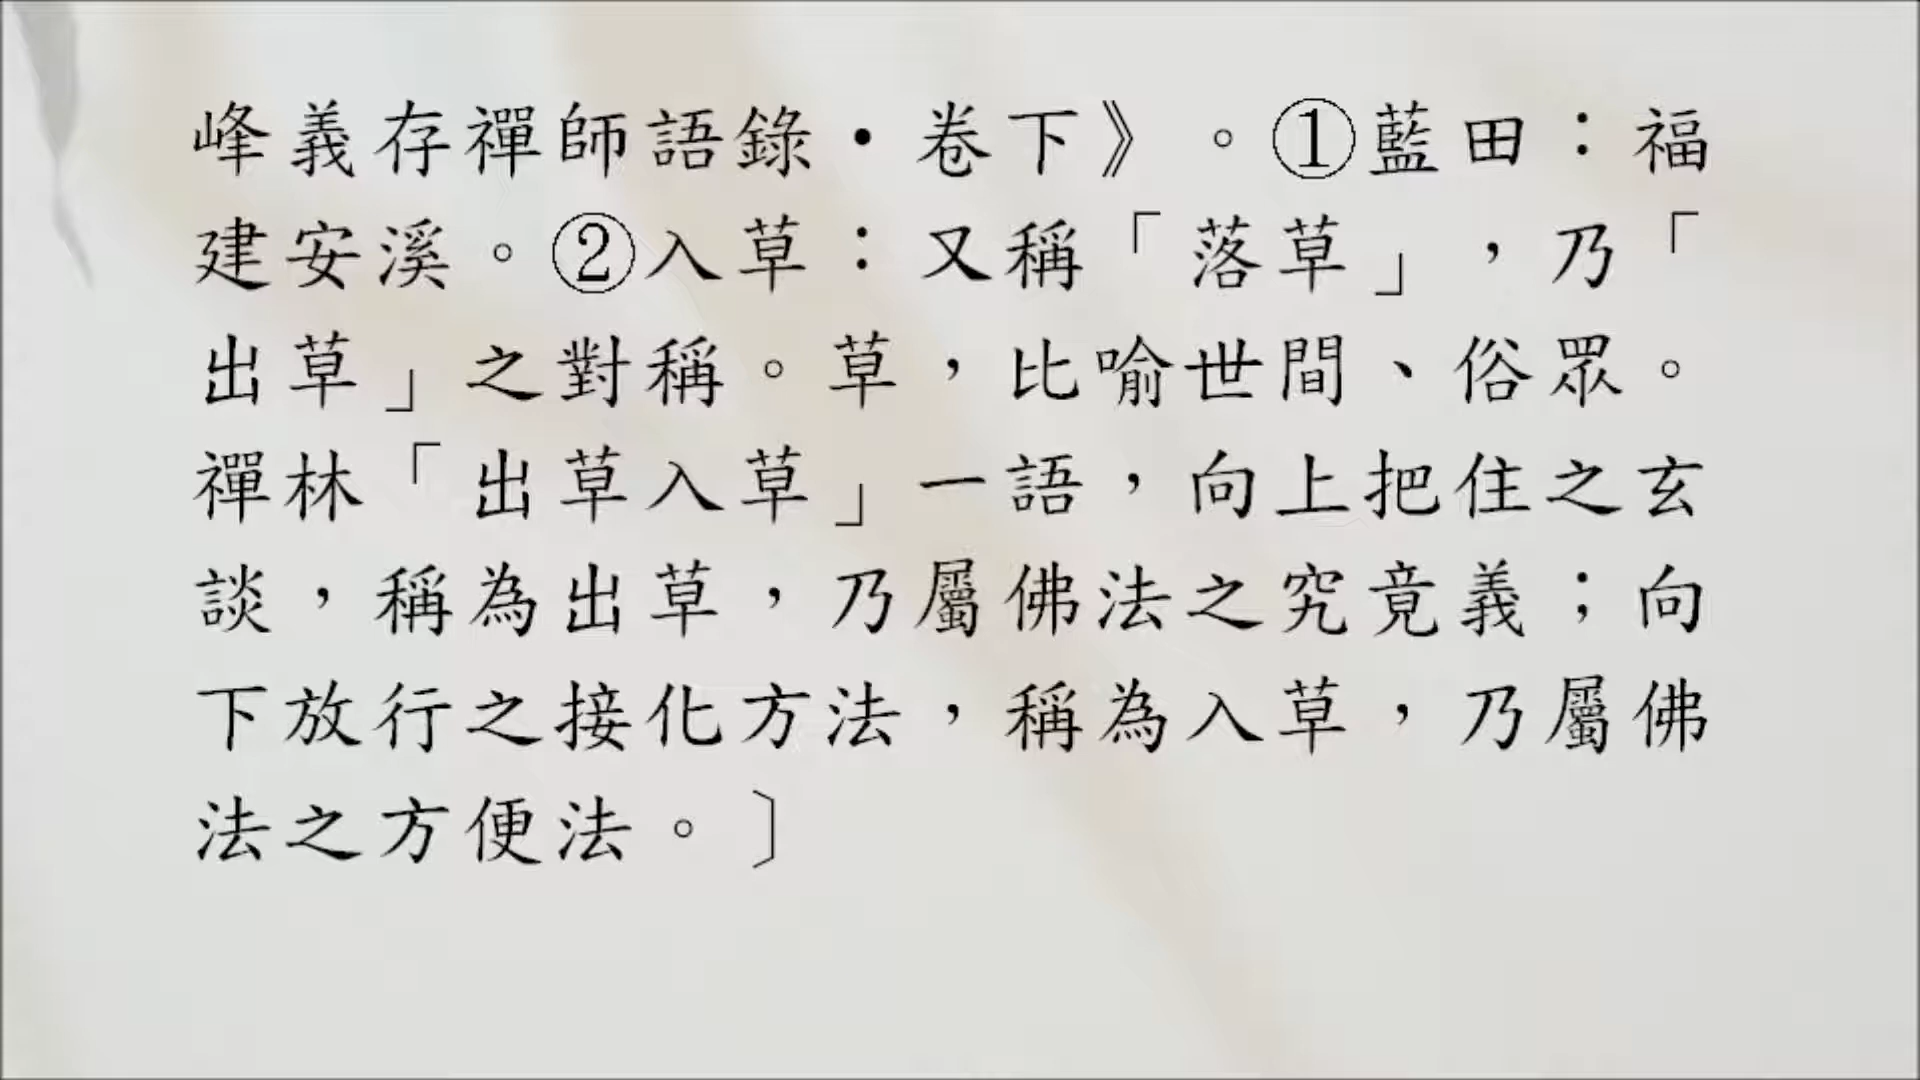 峰義存禪師語錄•卷下》。①藍田：福
建安溪。②入草：又稱「落草」，乃「
出草」之對稱。草，比喻世間、俗眾。
禪林「出草入草」一語，向上把住之玄
談，稱為出草，乃屬佛法之究竟義；向
下放行之接化方法，稱為入草，乃屬佛
法之方便法。〕